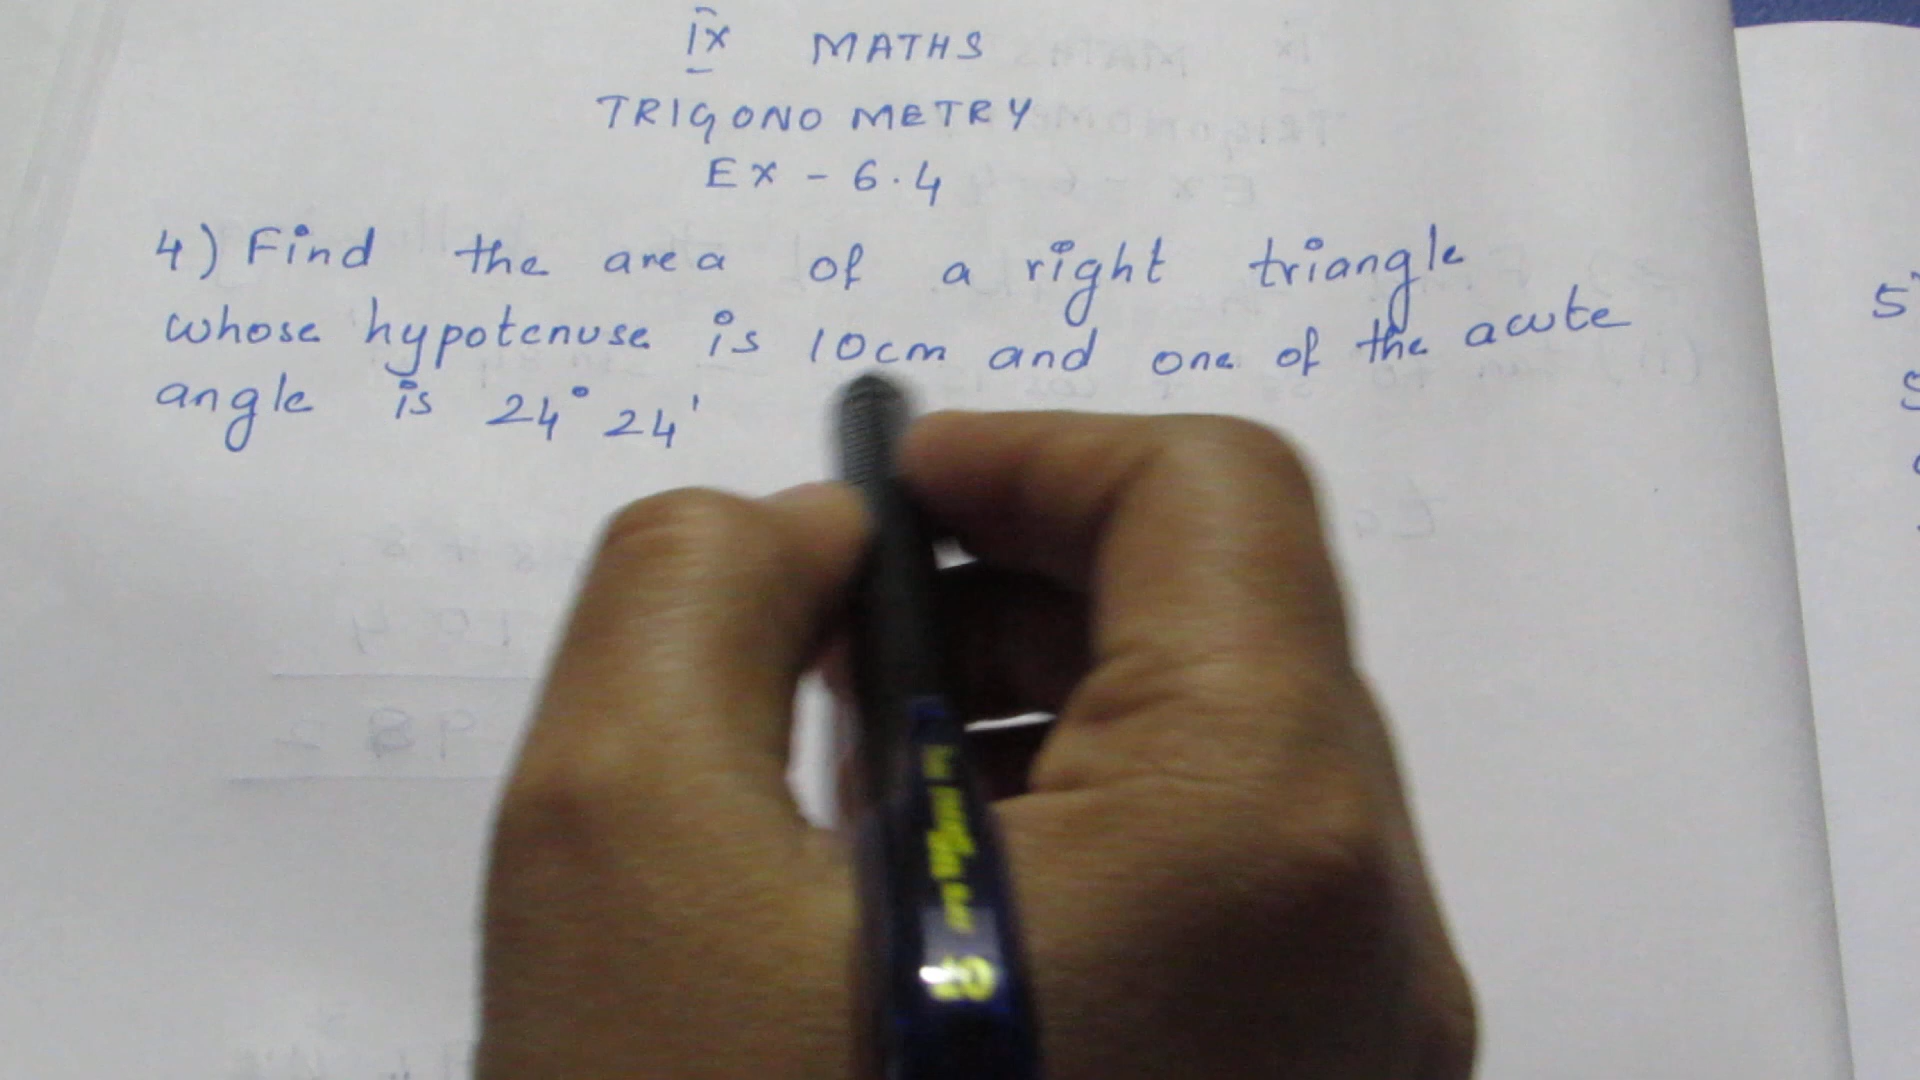 IX MATHS
TRIGONOMETRY
EX - 6.4
4) Find the area of a right triangle
whose hypotenuse is 10cm and one of the acute
angle is 24° 24'
5